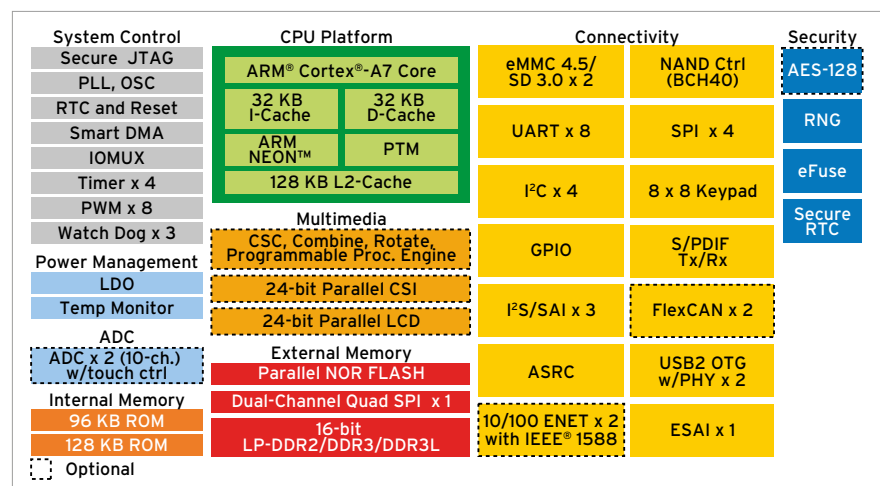 System Control
Secure JTAG
PLL, OSC
RTC and Reset
Smart DMA
IOMUX
Timer x 4
PWM x 8
Watch Dog x 3
Power Management
LDO
Temp Monitor
ADC
ADC x 2 (10-ch.)
w/touch ctrl
Internal Memory
96 KB ROM
128 KB ROM
Optional
CPU Platform
ARM® Cortex®-A7 Core
32 KB
I-Cache
32 KB
D-Cache
ARM
NEON™
PTM
128 KB L2-Cache
Multimedia
CSC, Combine, Rotate,
Programmable Proc. Engine
24-bit Parallel CSI
24-bit Parallel LCD
External Memory
Parallel NOR FLASH
Dual-Channel Quad SPI x 1
16-bit
LP-DDR2/DDR3/DDR3L
Connectivity
eMMC 4.5/
SD 3.0 x 2
NAND Ctrl
(BCH40)
UART x 8
SPI x 4
I²C x 4
8 x 8 Keypad
GPIO
S/PDIF
Tx/Rx
I²S/SAI x 3
FlexCAN x 2
ASRC
USB2 OTG
w/PHY x 2
10/100 ENET x 2
with IEEE® 1588
ESAI x 1
Security
AES-128
RNG
eFuse
Secure
RTC